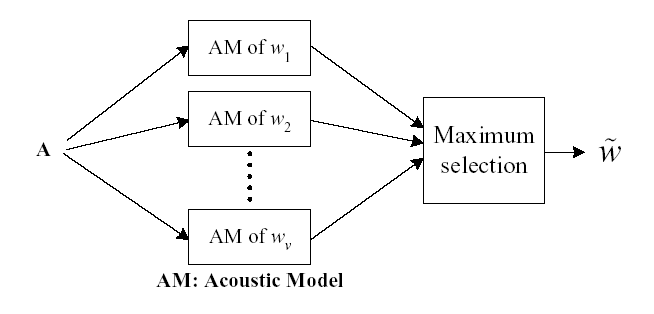 AM of w₁
AM of w₂
A
Maximum
selection
w̃
AM of wᵥ
AM: Acoustic Model